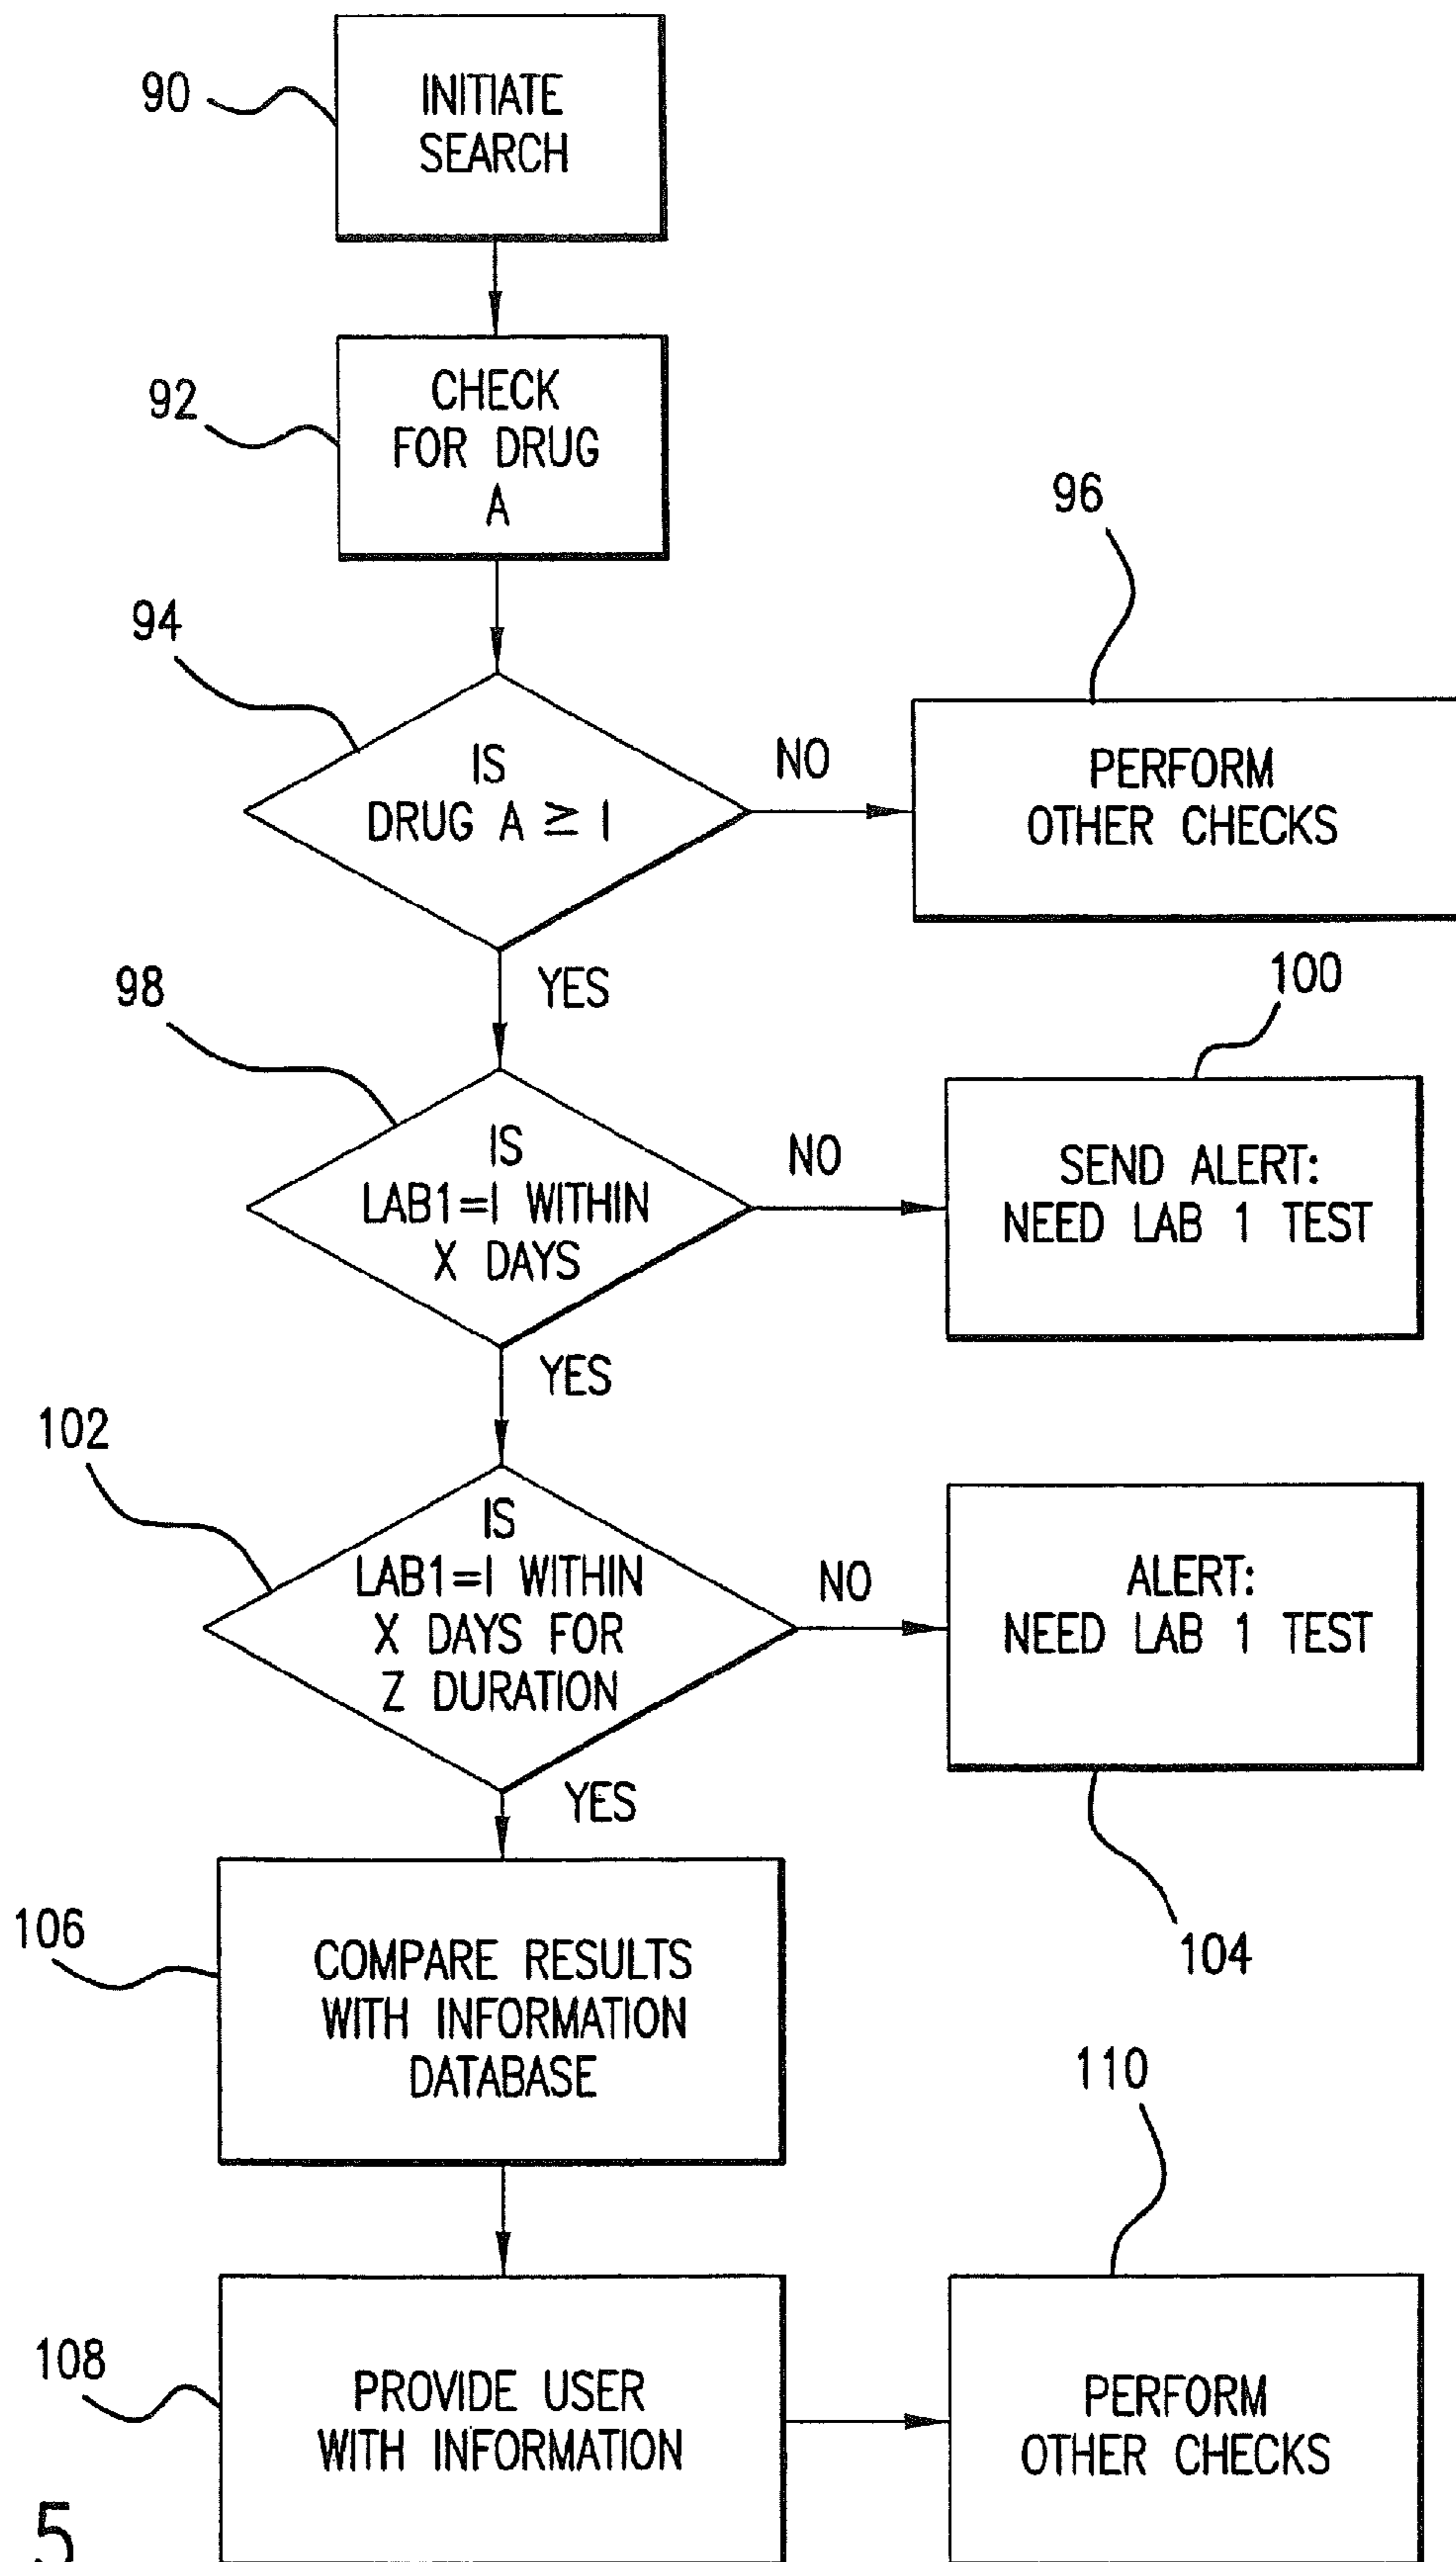 90
INITIATE
SEARCH
92
CHECK
FOR DRUG
A
94
IS
DRUG A ≥ 1
NO
96
PERFORM
OTHER CHECKS
YES
98
IS
LAB1=1 WITHIN
X DAYS
NO
100
SEND ALERT:
NEED LAB 1 TEST
YES
102
IS
LAB1=1 WITHIN
X DAYS FOR
Z DURATION
NO
ALERT:
NEED LAB 1 TEST
104
YES
106
COMPARE RESULTS
WITH INFORMATION
DATABASE
108
PROVIDE USER
WITH INFORMATION
110
PERFORM
OTHER CHECKS
5